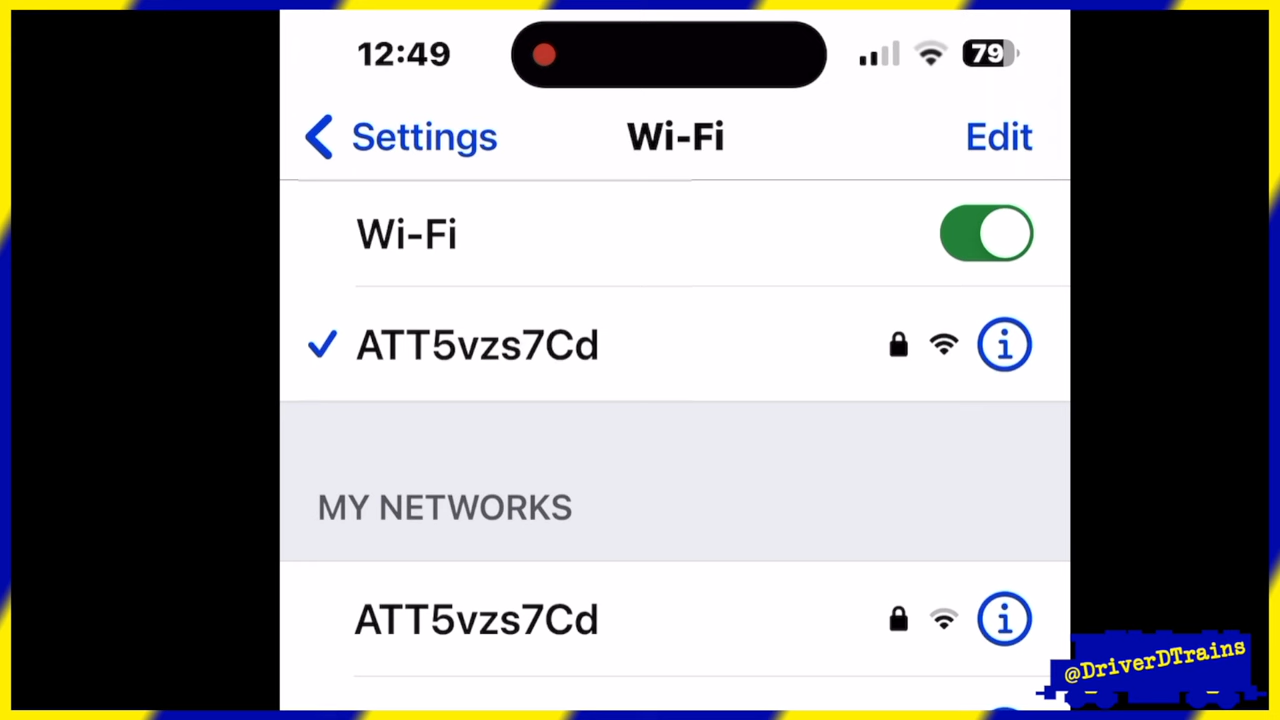 12:49
79
Settings
Wi-Fi
Edit
Wi-Fi
ATT5vzs7Cd
MY NETWORKS
ATT5vzs7Cd
@DriverDTrains